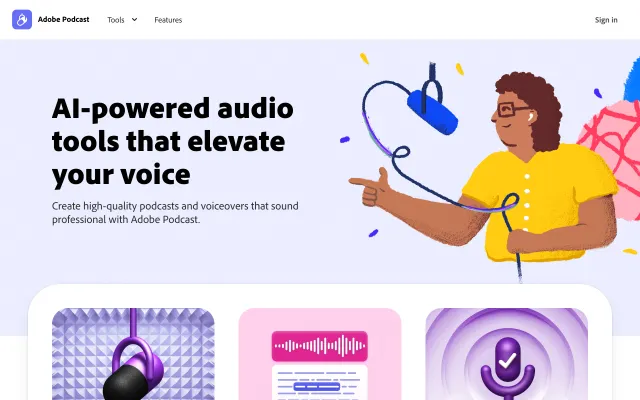 Adobe Podcast
Tools
Features
Sign in
AI-powered audio
tools that elevate
your voice
Create high-quality podcasts and voiceovers that sound
professional with Adobe Podcast.